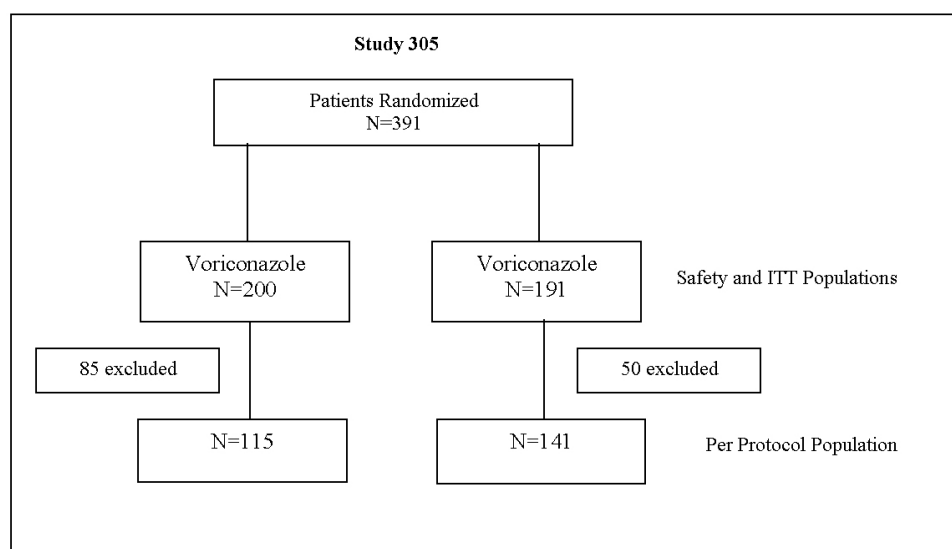 Study 305
Patients Randomized
N=391
Voriconazole
N=200
Voriconazole
N=191
Safety and ITT Populations
85 excluded
50 excluded
N=115
N=141
Per Protocol Population